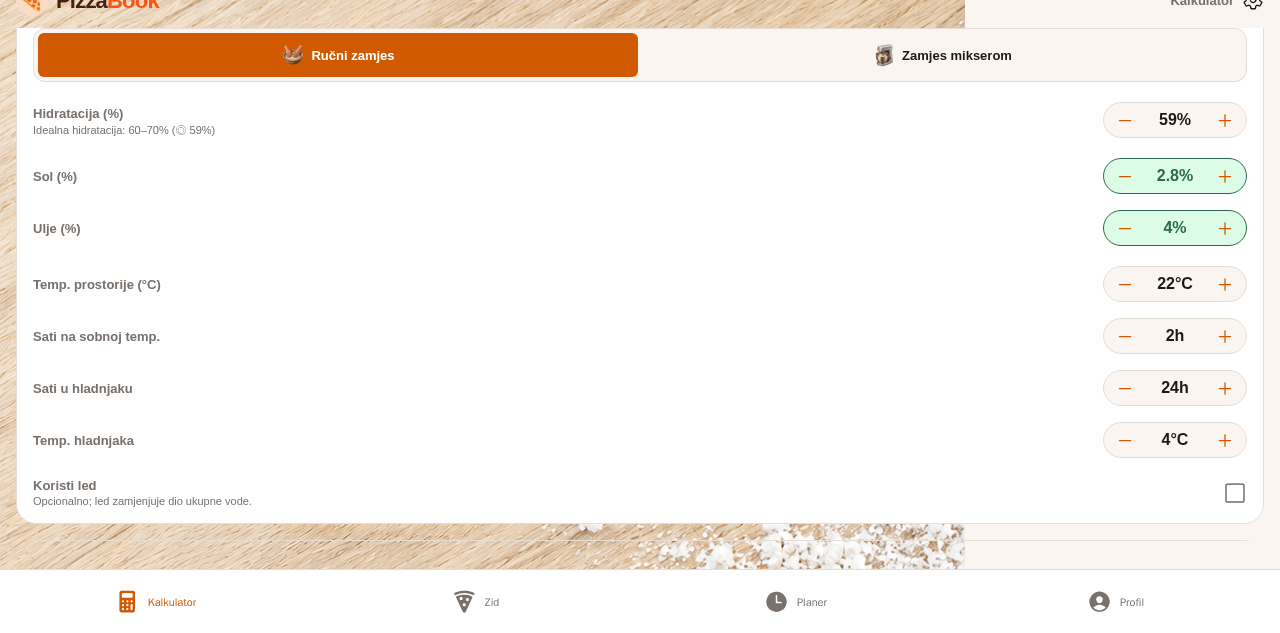 PizzaBook
Kalkulator
Ručni zamjes
Zamjes mikserom
Hidratacija (%)
Idealna hidratacija: 60–70% (◎ 59%)
− 59% +
Sol (%)
− 2.8% +
Ulje (%)
− 4% +
Temp. prostorije (°C)
− 22°C +
Sati na sobnoj temp.
− 2h +
Sati u hladnjaku
− 24h +
Temp. hladnjaka
− 4°C +
Koristi led
Opcionalno; led zamjenjuje dio ukupne vode.
Kalkulator
Zid
Planer
Profil